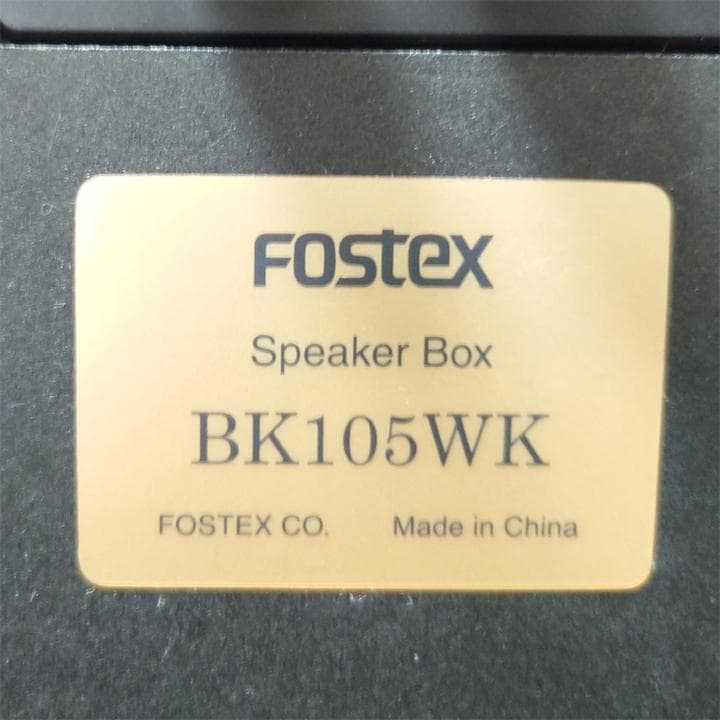 FOSTEX
Speaker Box
BK105WK
FOSTEX CO. Made in China